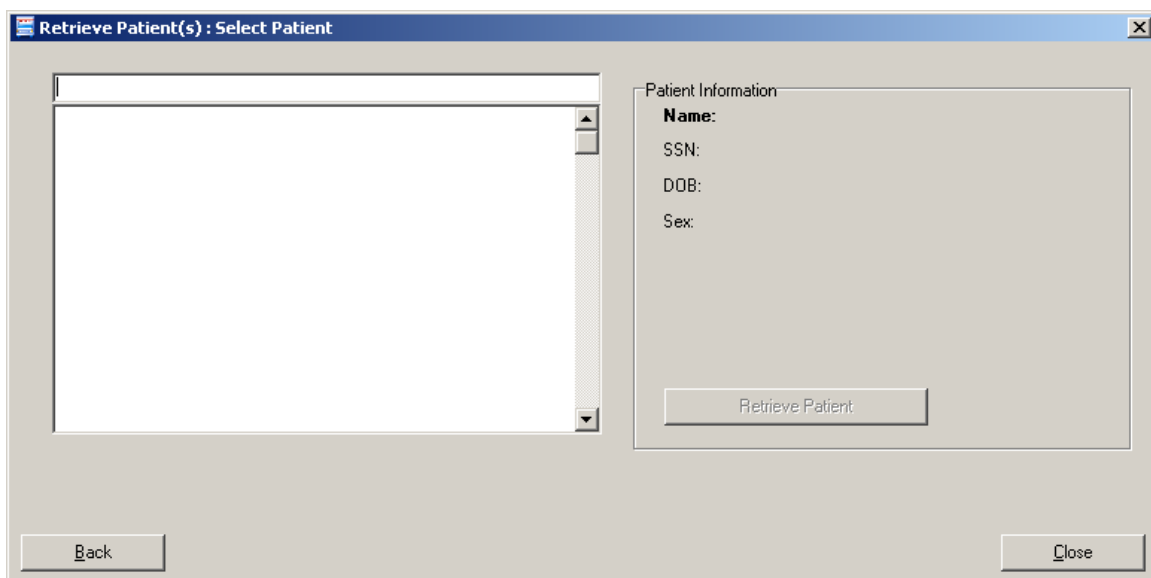 Retrieve Patient(s) : Select Patient
Patient Information
Name:
SSN:
DOB:
Sex:
Retrieve Patient
Back
Close